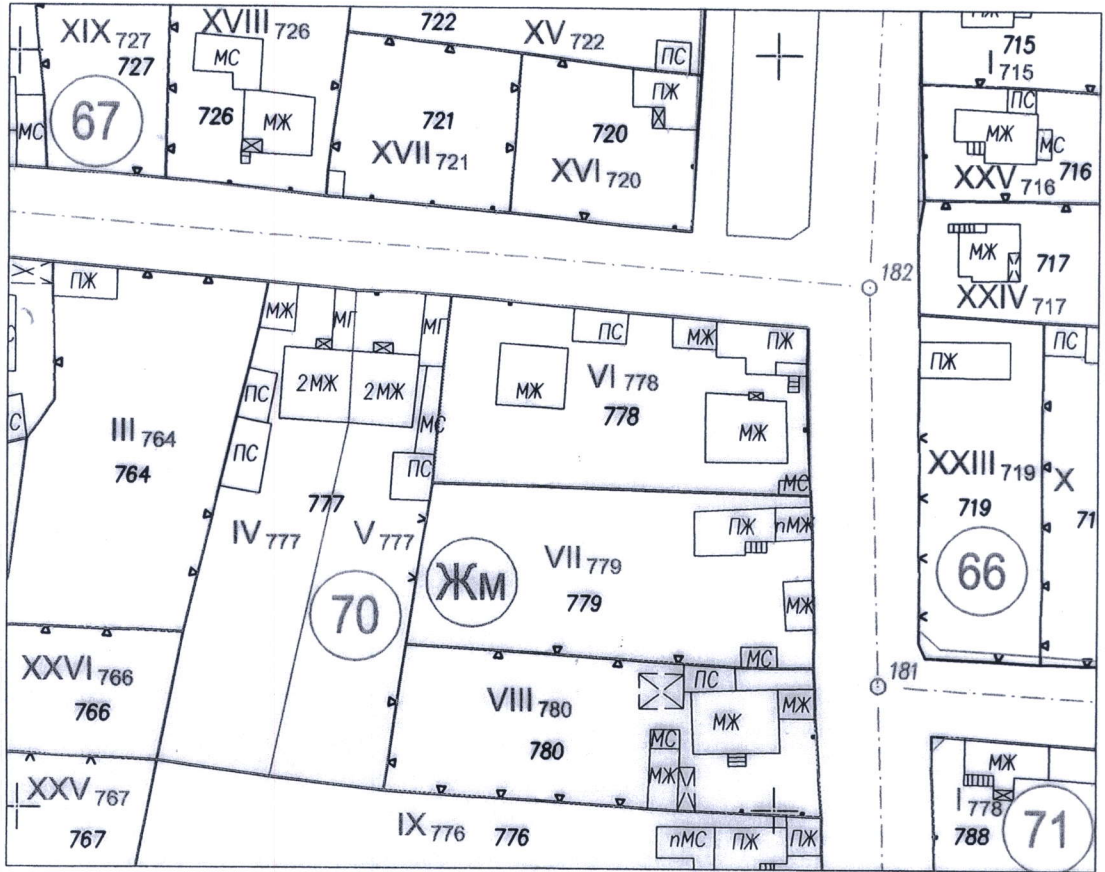 XIX 727
727
МС
67
XVIII 726
МС
726
МЖ
722
XV 722
ПС
721
XVII 721
ПЖ
720
XVI 720
МЖ
715
I 715
ПС
МЖ
МС
XXV 716
716
МЖ
717
XXIV 717
182
ПЖ
С
С
III 764
764
МЖ
МГ
МГ
2МЖ
2МЖ
ПС
ПС
МС
ПС
777
IV 777
V 777
70
ПС
МЖ
ПЖ
МЖ
VI 778
778
МЖ
МС
ПЖ
ПС
XXIII 719
719
X
71
66
Жм
VII 779
779
ПЖ
пМЖ
МЖ
МС
181
XXVI 766
766
VIII 780
780
ПС
МЖ
МЖ
МС
МЖ
XXV 767
767
IX 776
776
пМС
ПЖ
ПЖ
МЖ
I 778
788
71